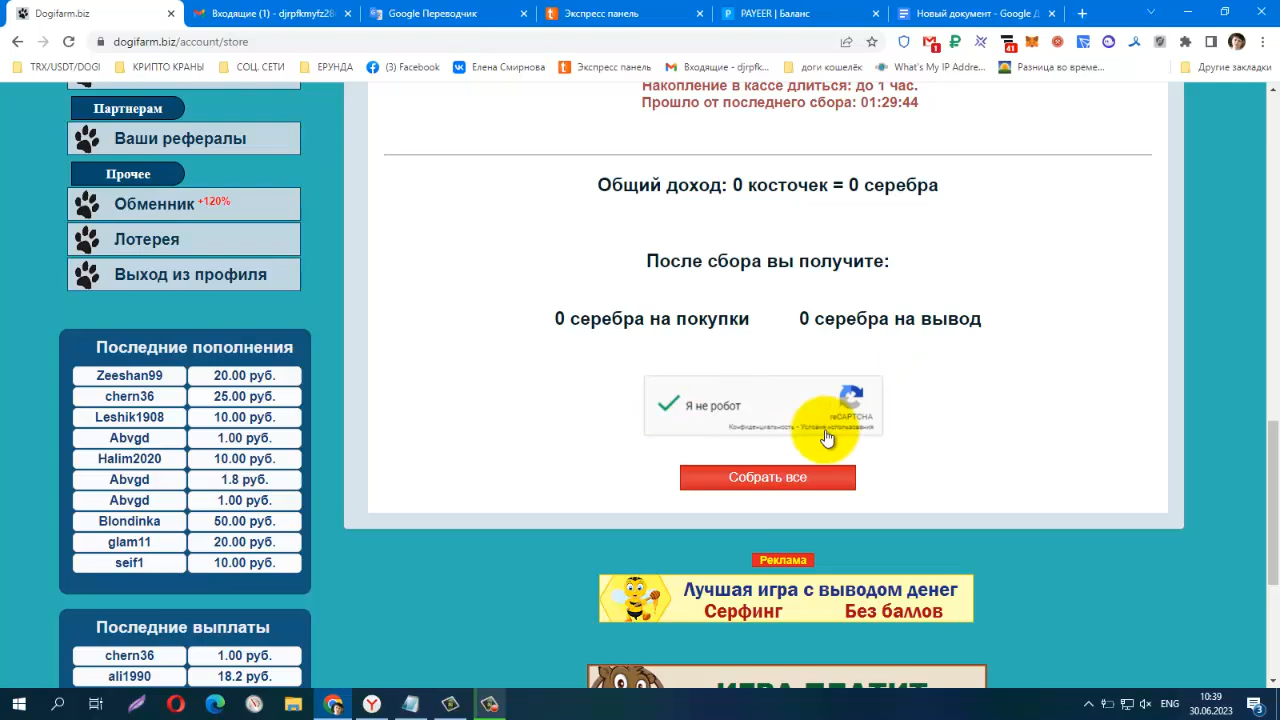 Dogifarm.biz
Входящие (1) - djrpfkmyfz28
Google Переводчик
Экспресс панель
PAYEER | Баланс
Новый документ - Google Д
dogifarm.biz/account/store
1
41
TRX/USDT/DOGI
КРИПТО КРАНЫ
СОЦ. СЕТИ
ЕРУНДА
(3) Facebook
Елена Смирнова
Экспресс панель
Входящие - djrpfk...
доги кошелёк
What's My IP Addre...
Разница во време...
Другие закладки
Накопление в кассе длиться: до 1 час.
Прошло от последнего сбора: 01:29:44
Партнерам
Ваши рефералы
Прочее
Обменник +120%
Лотерея
Выход из профиля
Общий доход: 0 косточек = 0 серебра
После сбора вы получите:
0 серебра на покупки 0 серебра на вывод
Я не робот
reCAPTCHA
Конфиденциальность - Условия использования
Собрать все
Последние пополнения
Zeeshan99 20.00 руб.
chern36 25.00 руб.
Leshik1908 10.00 руб.
Abvgd 1.00 руб.
Halim2020 10.00 руб.
Abvgd 1.8 руб.
Abvgd 1.00 руб.
Blondinka 50.00 руб.
glam11 20.00 руб.
seif1 10.00 руб.
Реклама
Лучшая игра с выводом денег
Серфинг Без баллов
Последние выплаты
chern36 1.00 руб.
ali1990 18.2 руб.
ИГРА ПЛАТИТ
ENG
10:39
30.06.2023
3